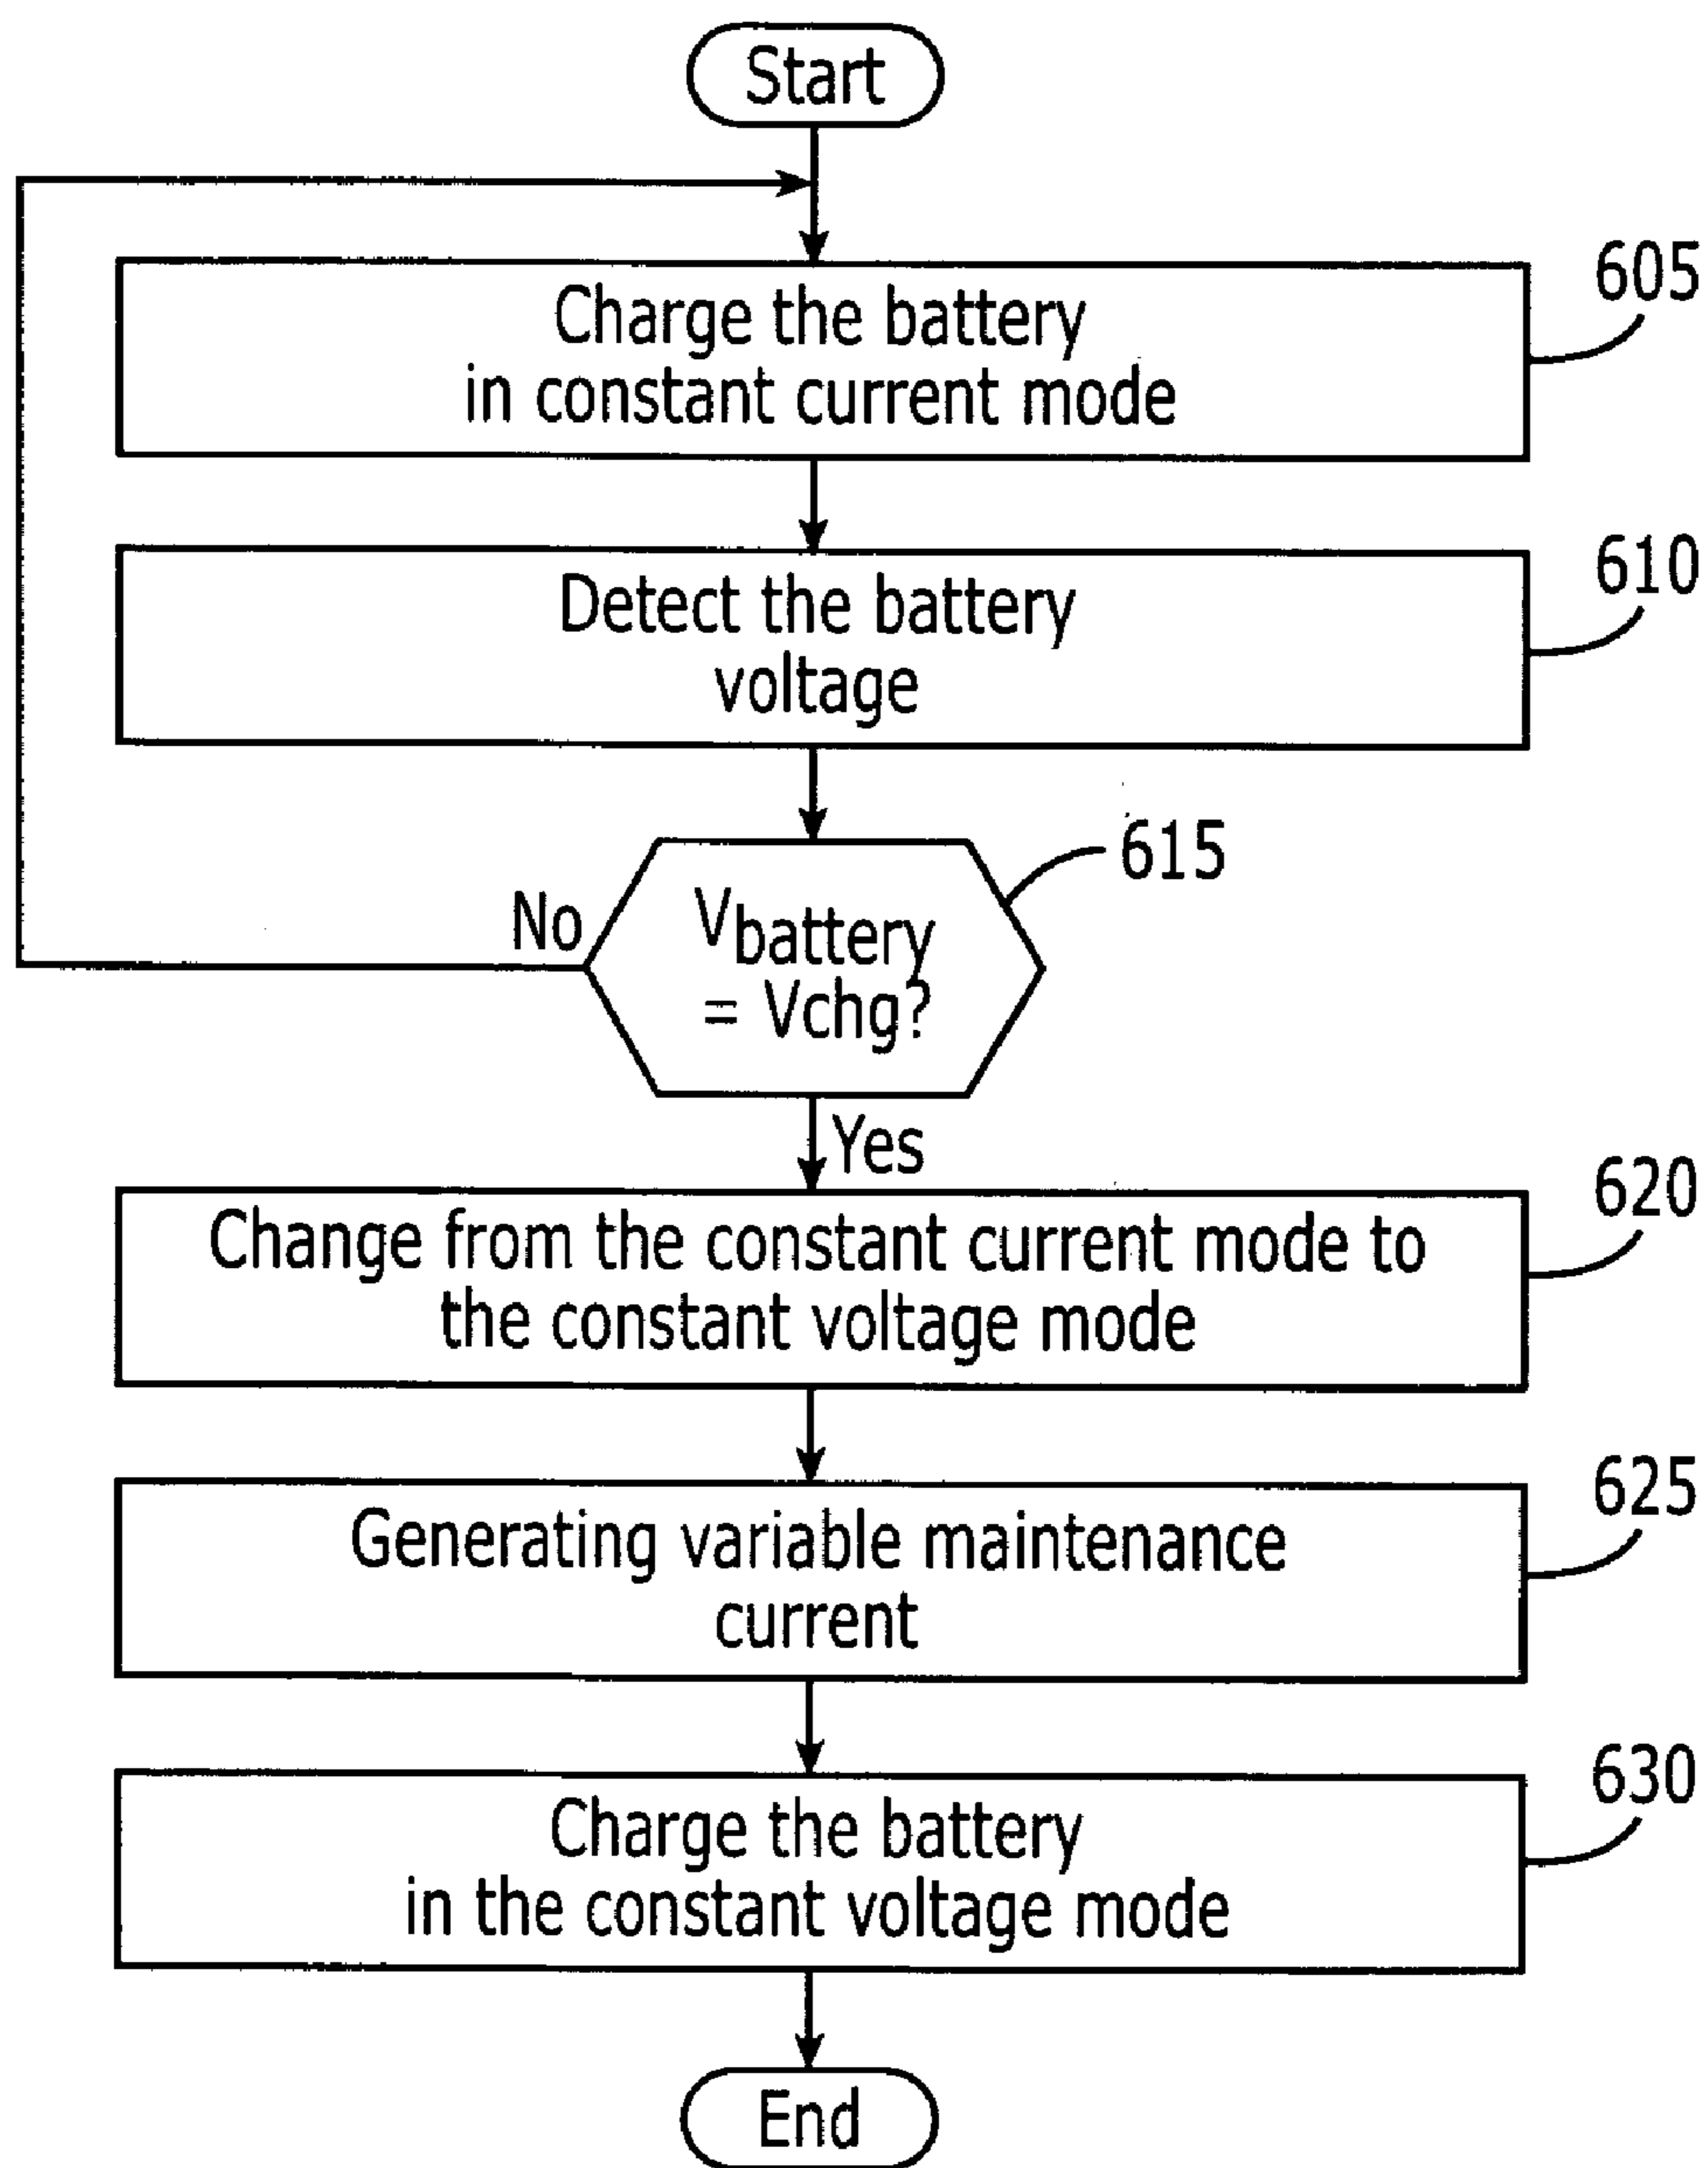 Start
605
Charge the battery
in constant current mode
610
Detect the battery
voltage
615
No
Vbattery
= Vchg?
Yes
620
Change from the constant current mode to
the constant voltage mode
625
Generating variable maintenance
current
630
Charge the battery
in the constant voltage mode
End